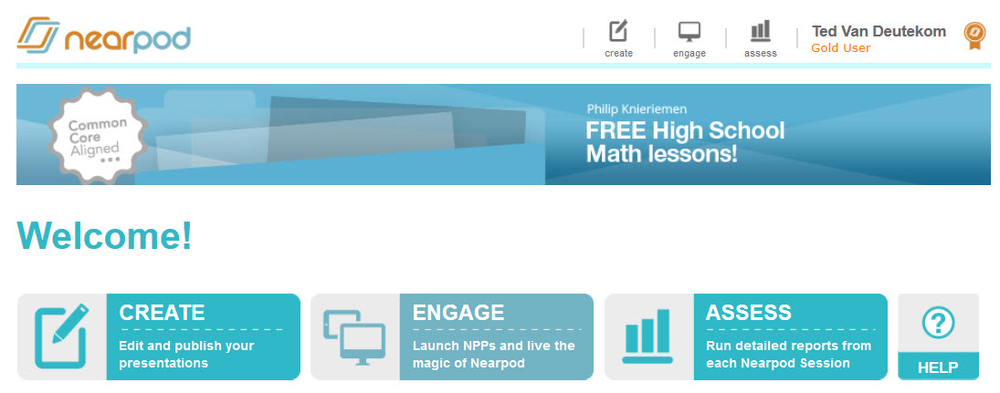 nearpod
create
engage
assess
Ted Van Deutekom
Gold User
Common
Core
Aligned
Philip Knieriemen
FREE High School
Math lessons!
Welcome!
CREATE
Edit and publish your
presentations
ENGAGE
Launch NPPs and live the
magic of Nearpod
ASSESS
Run detailed reports from
each Nearpod Session
?
HELP